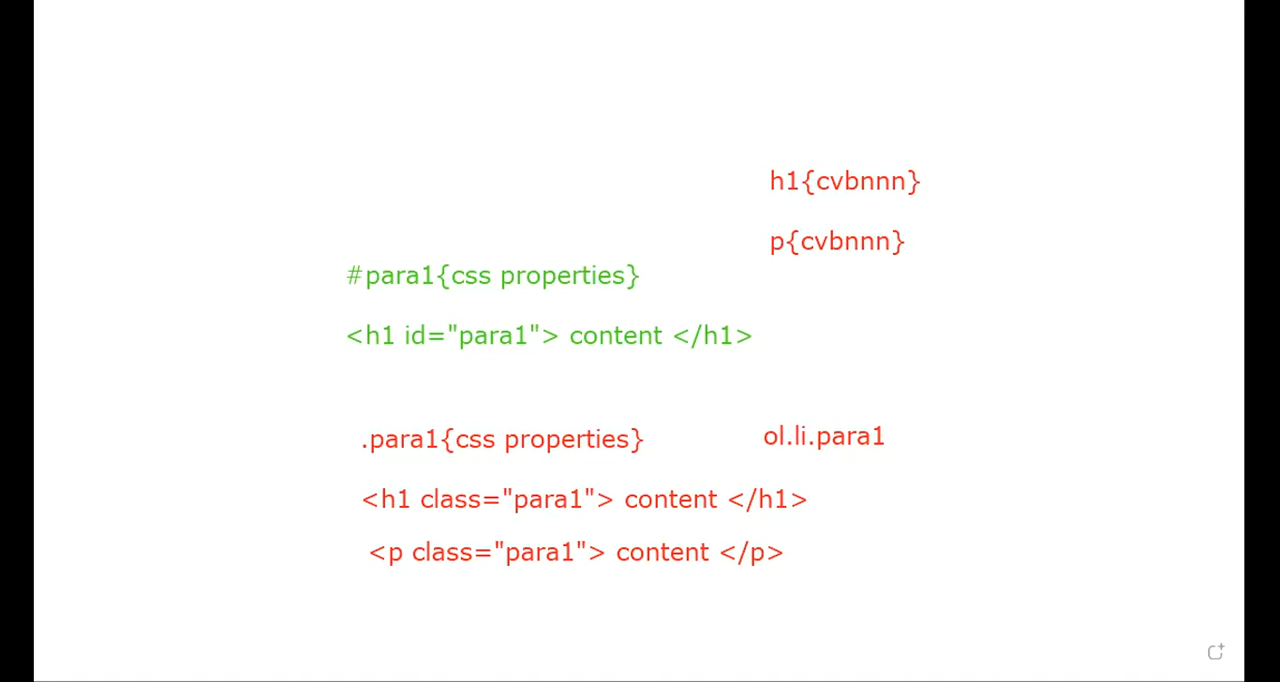 h1{cvbnnn}
p{cvbnnn}
#para1{css properties}
<h1 id="para1"> content </h1>
.para1{css properties}
ol.li.para1
<h1 class="para1"> content </h1>
<p class="para1"> content </p>